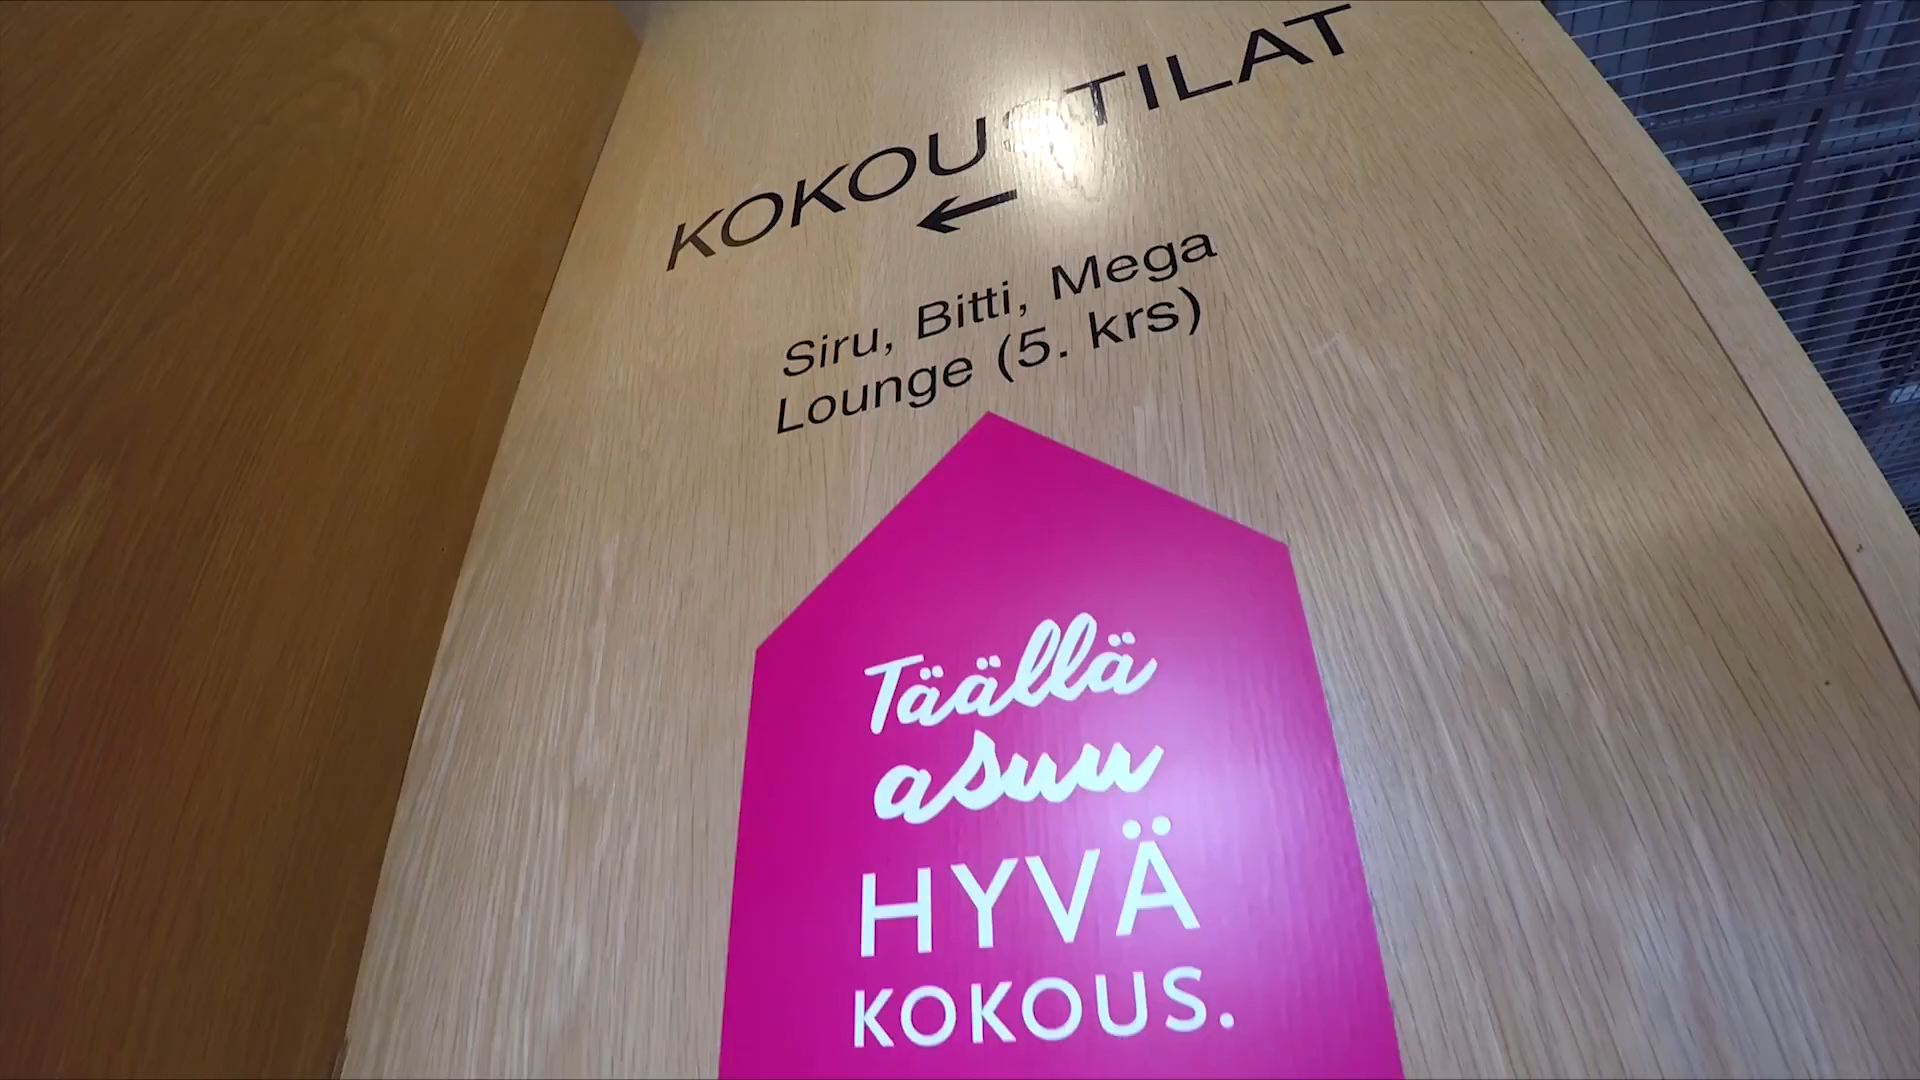 KOKOUSTILAT
←
Siru, Bitti, Mega
Lounge (5. krs)
Täällä
asuu
HYVÄ
KOKOUS.